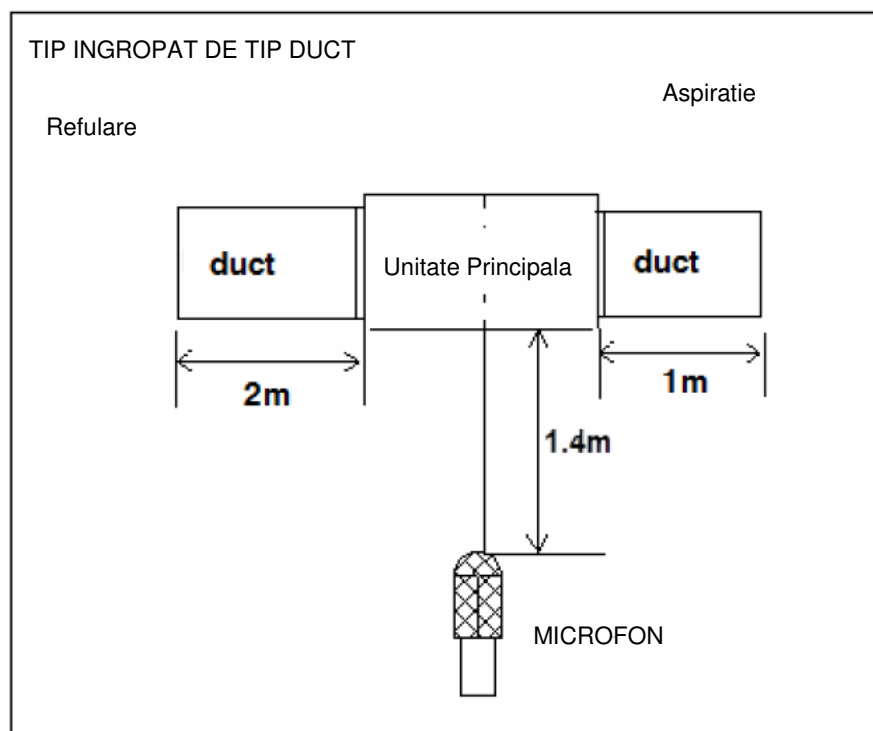 TIP INGROPAT DE TIP DUCT
Aspiratie
Refulare
duct
Unitate Principala
duct
2m
1m
1.4m
MICROFON